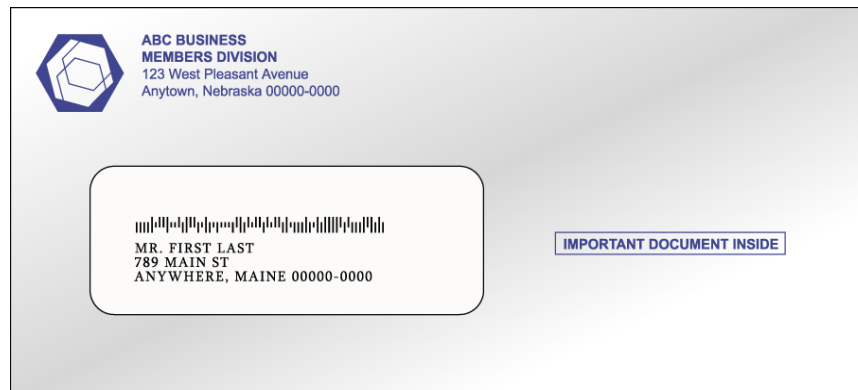 ABC BUSINESS
MEMBERS DIVISION
123 West Pleasant Avenue
Anytown, Nebraska 00000-0000
MR. FIRST LAST
789 MAIN ST
ANYWHERE, MAINE 00000-0000
IMPORTANT DOCUMENT INSIDE